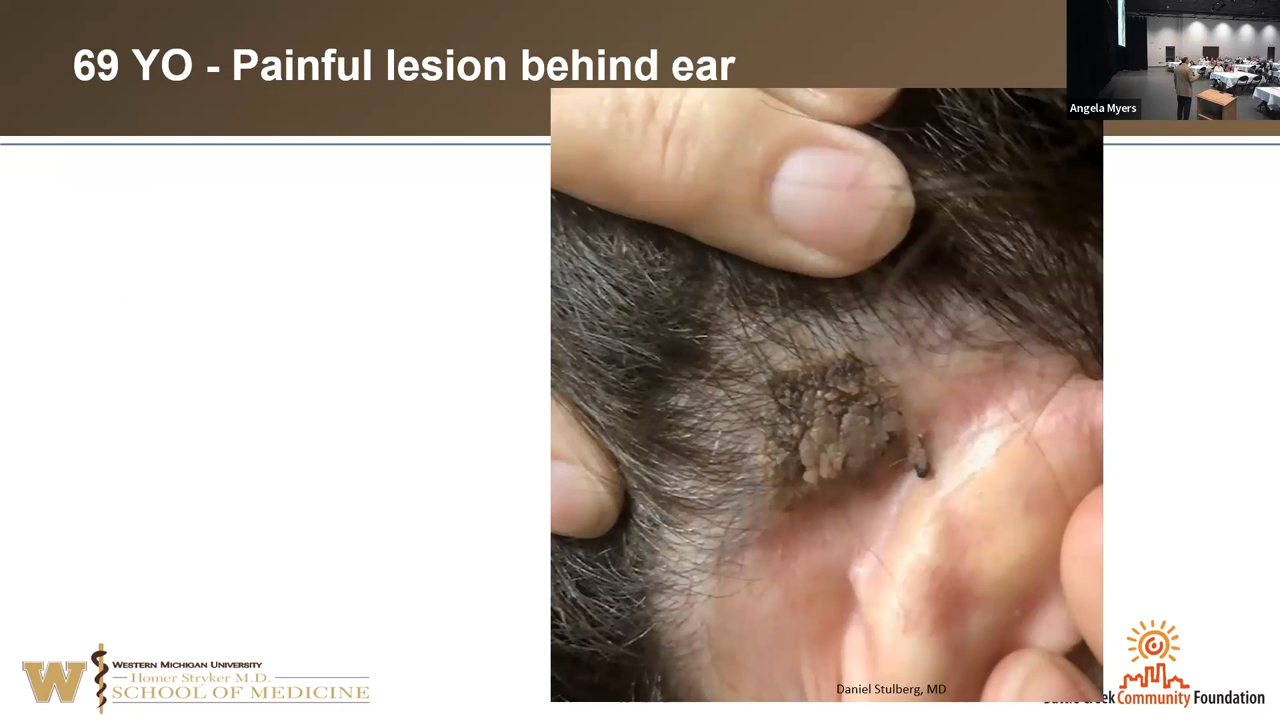 69 YO - Painful lesion behind ear
Angela Myers
Daniel Stulberg, MD
WESTERN MICHIGAN UNIVERSITY
Homer Stryker M.D.
SCHOOL OF MEDICINE
Creek Community Foundation